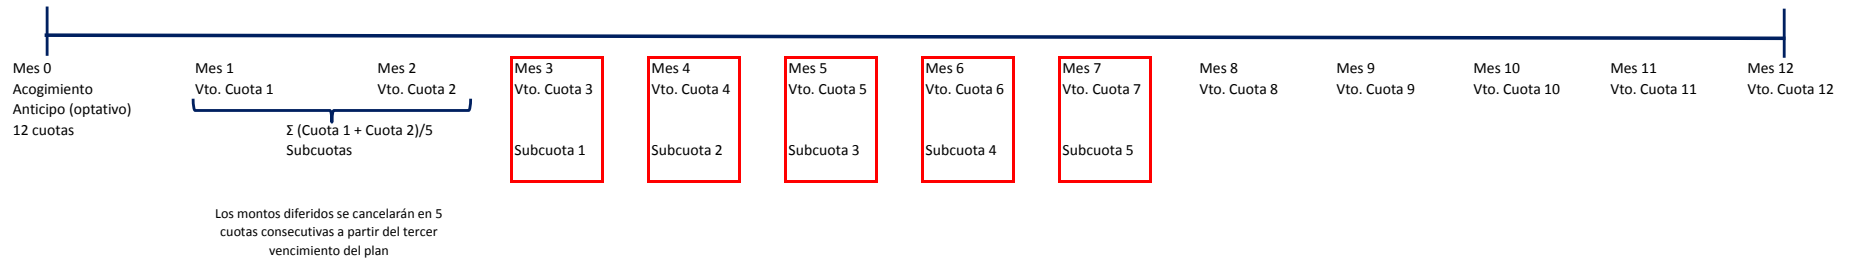 Mes 0
Acogimiento
Anticipo (optativo)
12 cuotas
Mes 1
Vto. Cuota 1
Mes 2
Vto. Cuota 2
Σ (Cuota 1 + Cuota 2)/5
Subcuotas
Los montos diferidos se cancelarán en 5
cuotas consecutivas a partir del tercer
vencimiento del plan
Mes 3
Vto. Cuota 3
Subcuota 1
Mes 4
Vto. Cuota 4
Subcuota 2
Mes 5
Vto. Cuota 5
Subcuota 3
Mes 6
Vto. Cuota 6
Subcuota 4
Mes 7
Vto. Cuota 7
Subcuota 5
Mes 8
Vto. Cuota 8
Mes 9
Vto. Cuota 9
Mes 10
Vto. Cuota 10
Mes 11
Vto. Cuota 11
Mes 12
Vto. Cuota 12